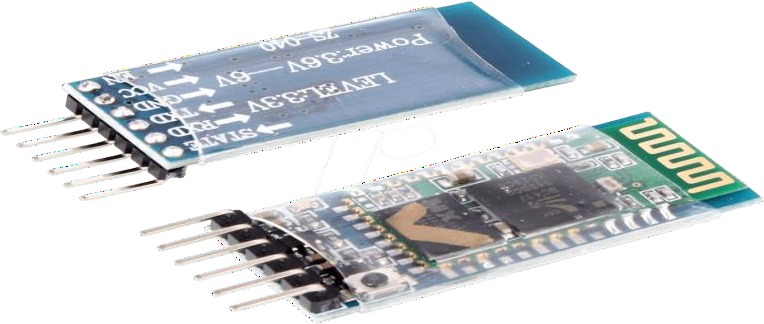 ZS-040
Power:3.6V—6V
LEVEL:3.3V
EN
VCC
GND
TXD
RXD
STATE